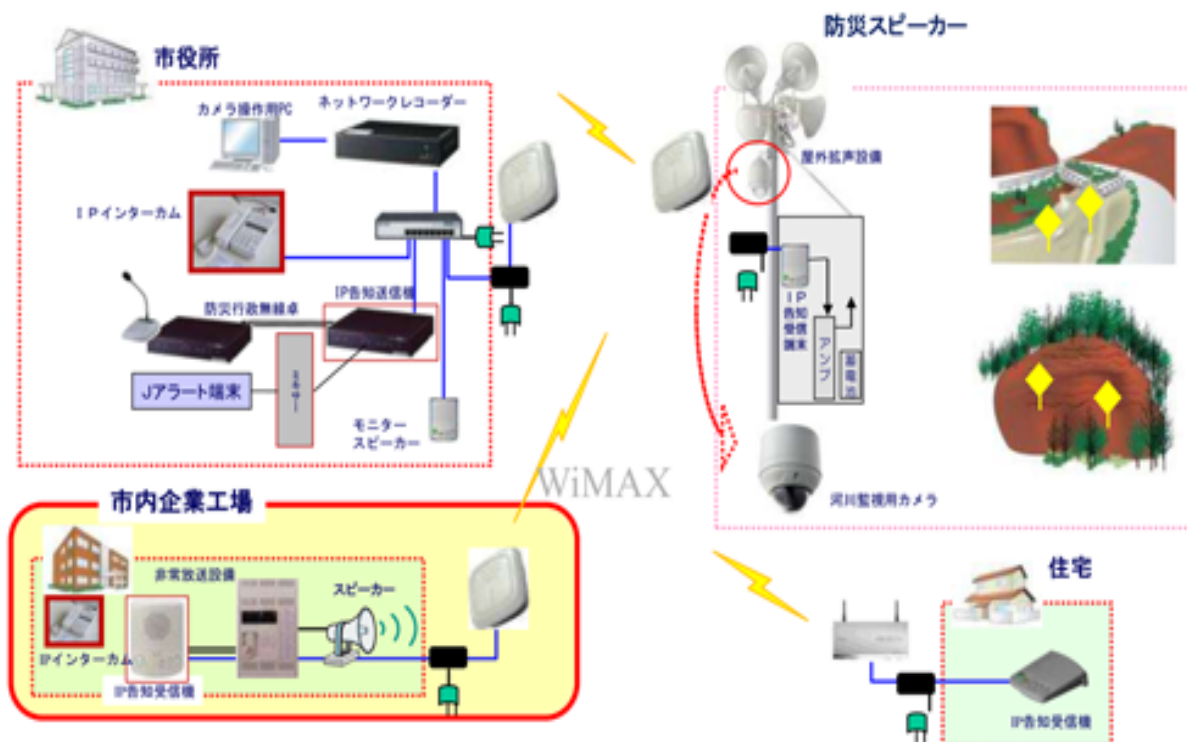 市役所
カメラ操作用PC
ネットワークレコーダー
IPインターカム
防災行政無線卓
IP告知送信機
Jアラート端末
ミキサー
モニター
スピーカー
防災スピーカー
屋外拡声設備
IP告知受信端末
アンプ
蓄電池
河川監視用カメラ
WiMAX
市内企業工場
非常放送設備
スピーカー
IPインターカム
IP告知受信機
住宅
IP告知受信機